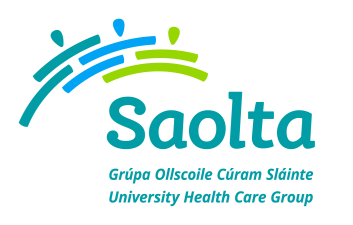 Saolta
Grúpa Ollscoile Cúram Sláinte
University Health Care Group